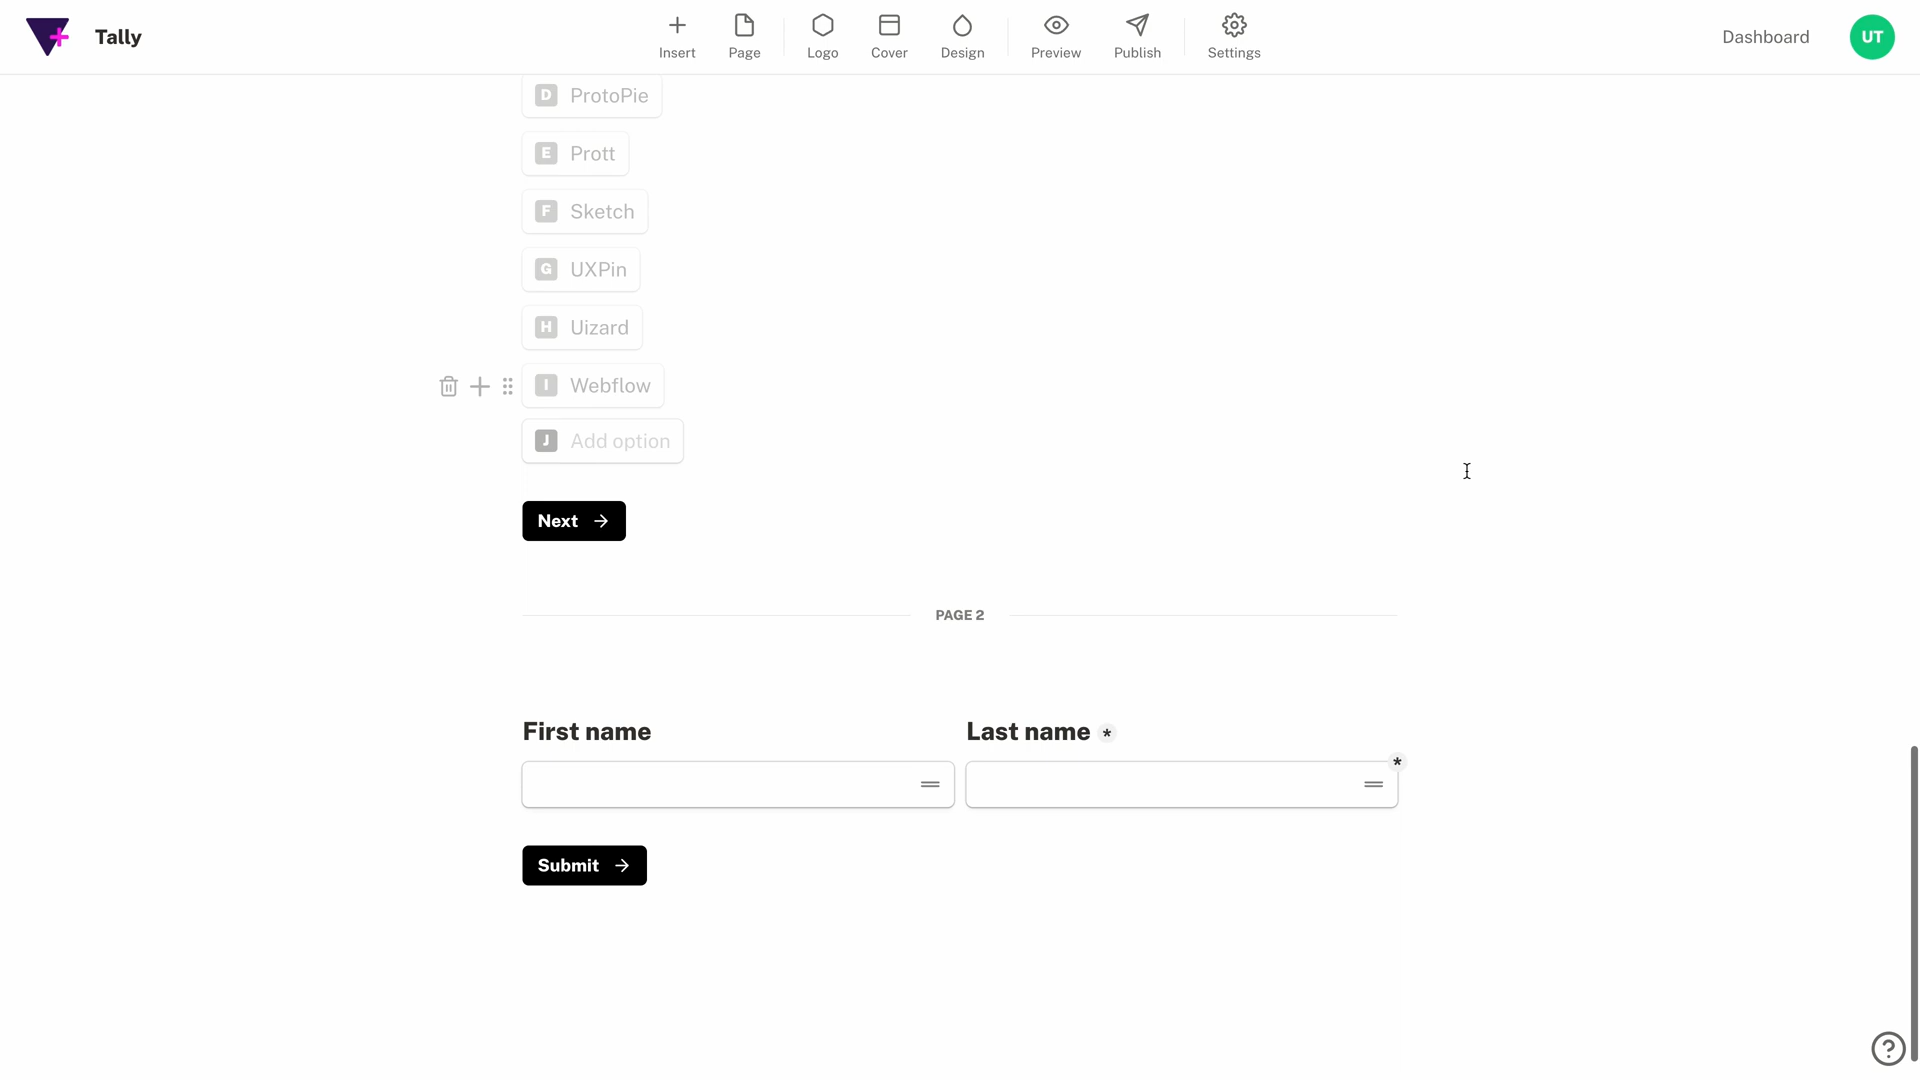 Tally
Insert
Page
Logo
Cover
Design
Preview
Publish
Settings
Dashboard
UT
D ProtoPie
E Prott
F Sketch
G UXPin
H Uizard
I Webflow
J Add option
Next →
PAGE 2
First name
Last name *
*
Submit →
?